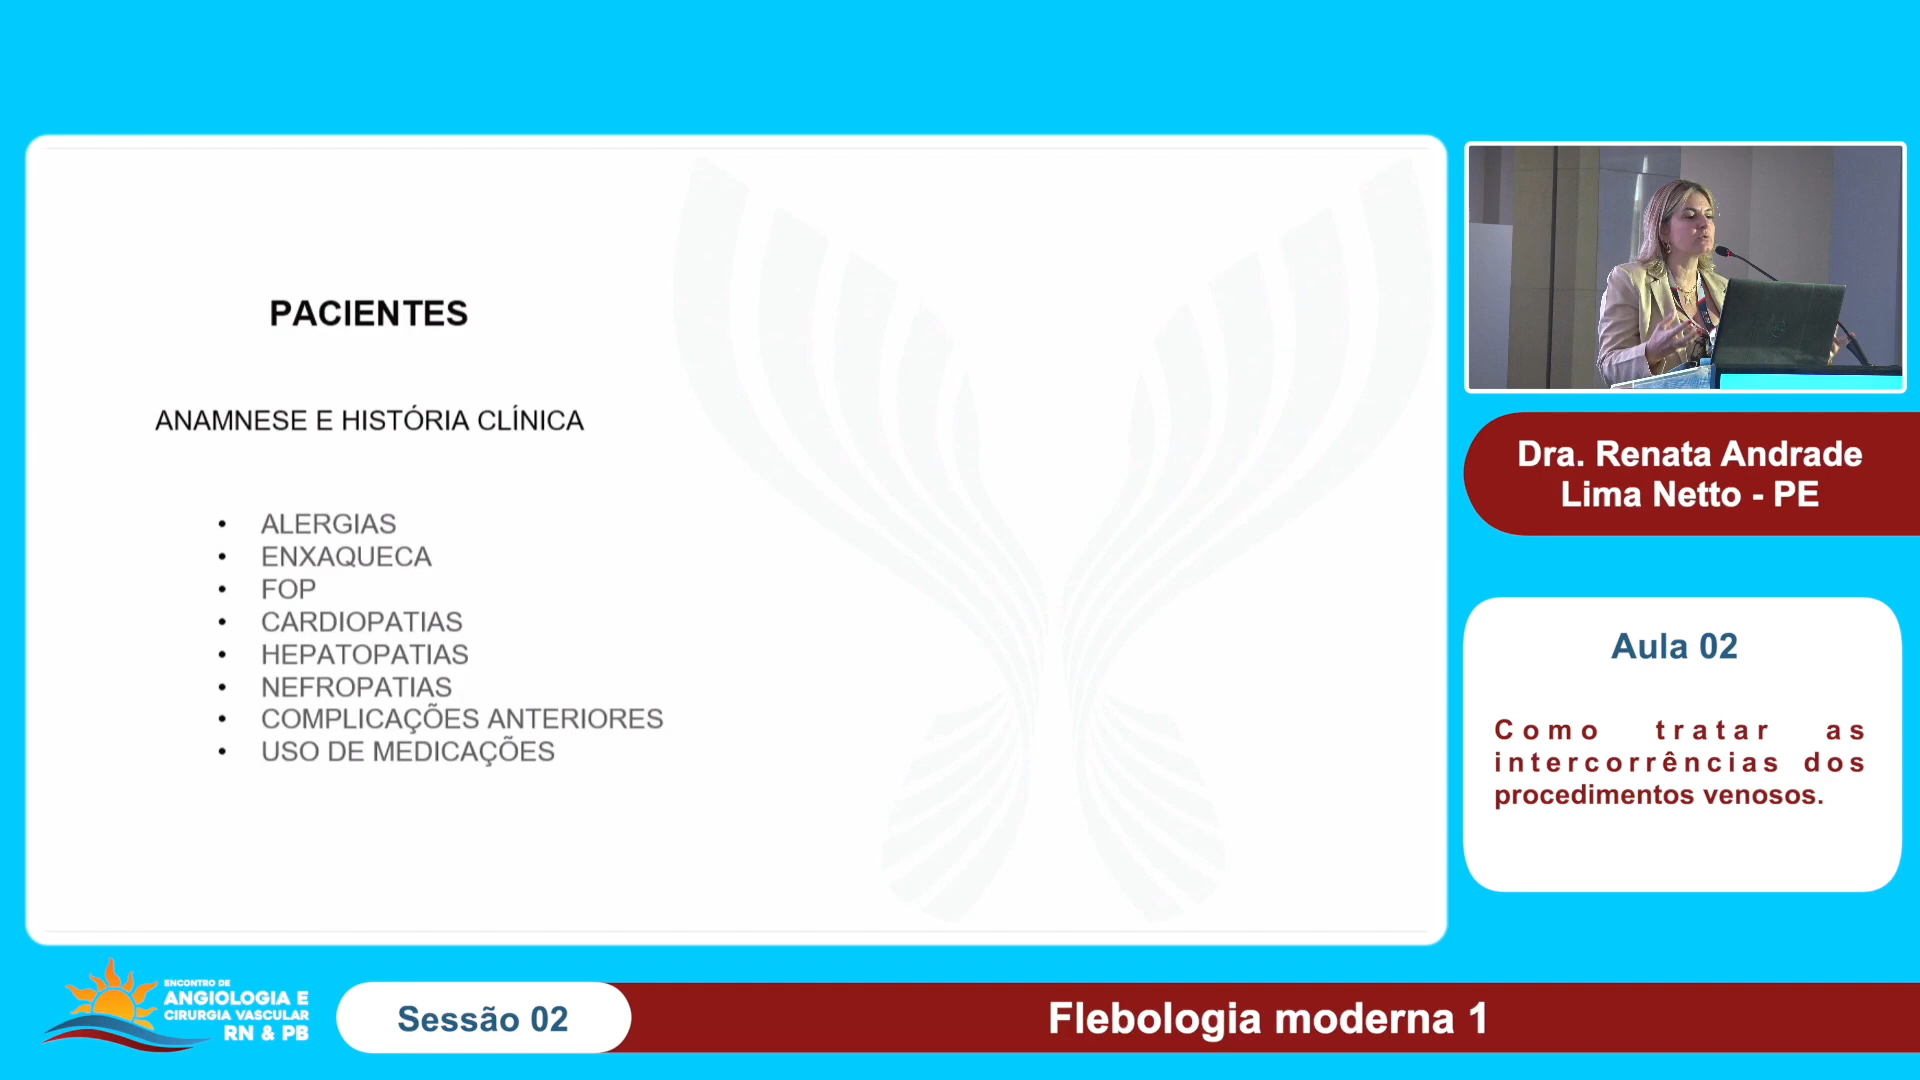 PACIENTES
ANAMNESE E HISTÓRIA CLÍNICA
• ALERGIAS
• ENXAQUECA
• FOP
• CARDIOPATIAS
• HEPATOPATIAS
• NEFROPATIAS
• COMPLICAÇÕES ANTERIORES
• USO DE MEDICAÇÕES
Dra. Renata Andrade
Lima Netto - PE
Aula 02
Como tratar as
intercorrências dos
procedimentos venosos.
ENCONTRO DE
ANGIOLOGIA E
CIRURGIA VASCULAR
RN & PB
Sessão 02
Flebologia moderna 1